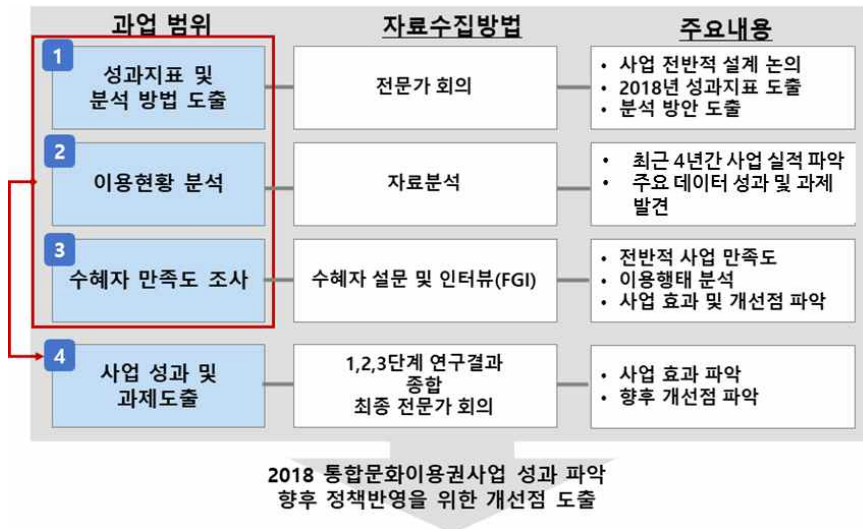 과업 범위
자료수집방법
주요내용
1
성과지표 및
분석 방법 도출
전문가 회의
• 사업 전반적 설계 논의
• 2018년 성과지표 도출
• 분석 방안 도출
2
이용현황 분석
자료분석
• 최근 4년간 사업 실적 파악
• 주요 데이터 성과 및 과제
발견
3
수혜자 만족도 조사
수혜자 설문 및 인터뷰(FGI)
• 전반적 사업 만족도
• 이용행태 분석
• 사업 효과 및 개선점 파악
4
사업 성과 및
과제도출
1,2,3단계 연구결과
종합
최종 전문가 회의
• 사업 효과 파악
• 향후 개선점 파악
2018 통합문화이용권사업 성과 파악
향후 정책반영을 위한 개선점 도출